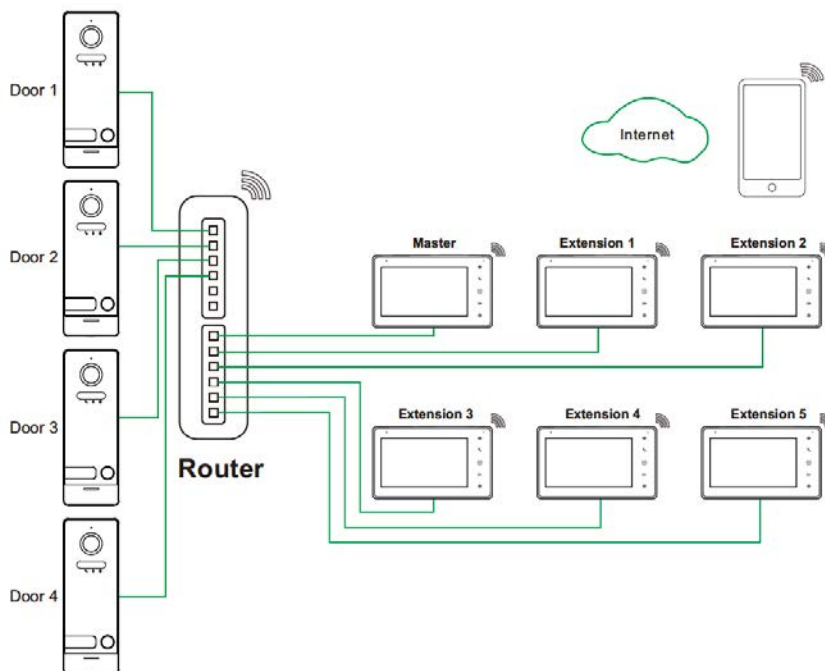 Door 1
Internet
Door 2
Master
Extension 1
Extension 2
Door 3
Extension 3
Extension 4
Extension 5
Router
Door 4